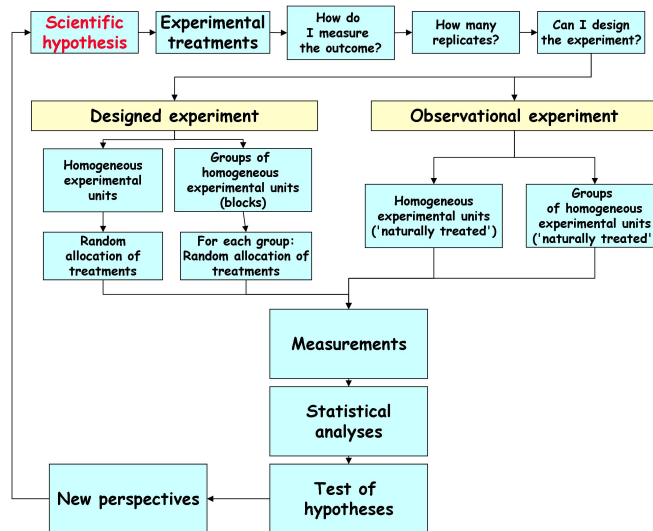 Scientific
hypothesis
Experimental
treatments
How do
I measure
the outcome?
How many
replicates?
Can I design
the experiment?
Designed experiment
Observational experiment
Homogeneous
experimental
units
Groups of
homogeneous
experimental units
(blocks)
Homogeneous
experimental units
('naturally treated')
Groups
of homogeneous
experimental units
('naturally treated'
Random
allocation of
treatments
For each group:
Random allocation of
treatments
Measurements
Statistical
analyses
Test of
hypotheses
New perspectives